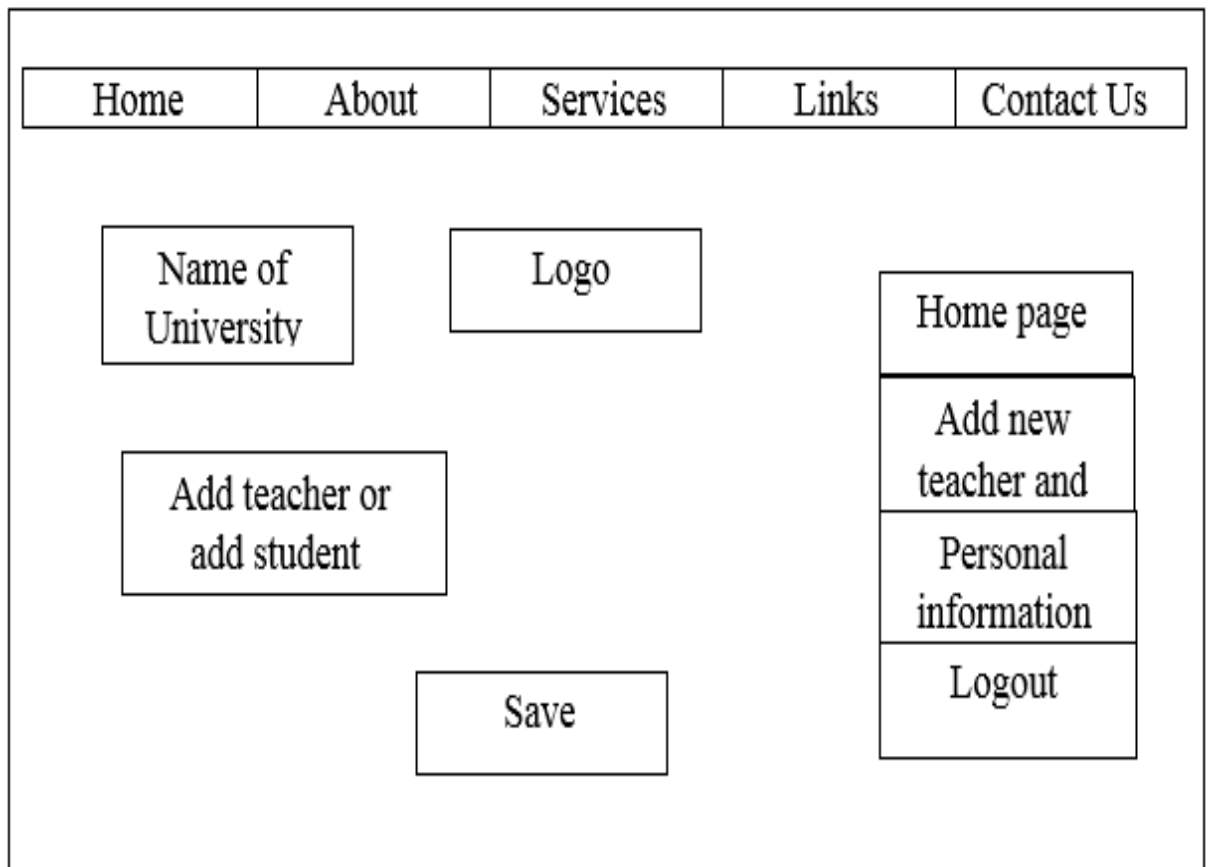 Home About Services Links Contact Us
Name of
University
Logo
Home page
Add new
teacher and
Add teacher or
add student
Personal
information
Logout
Save